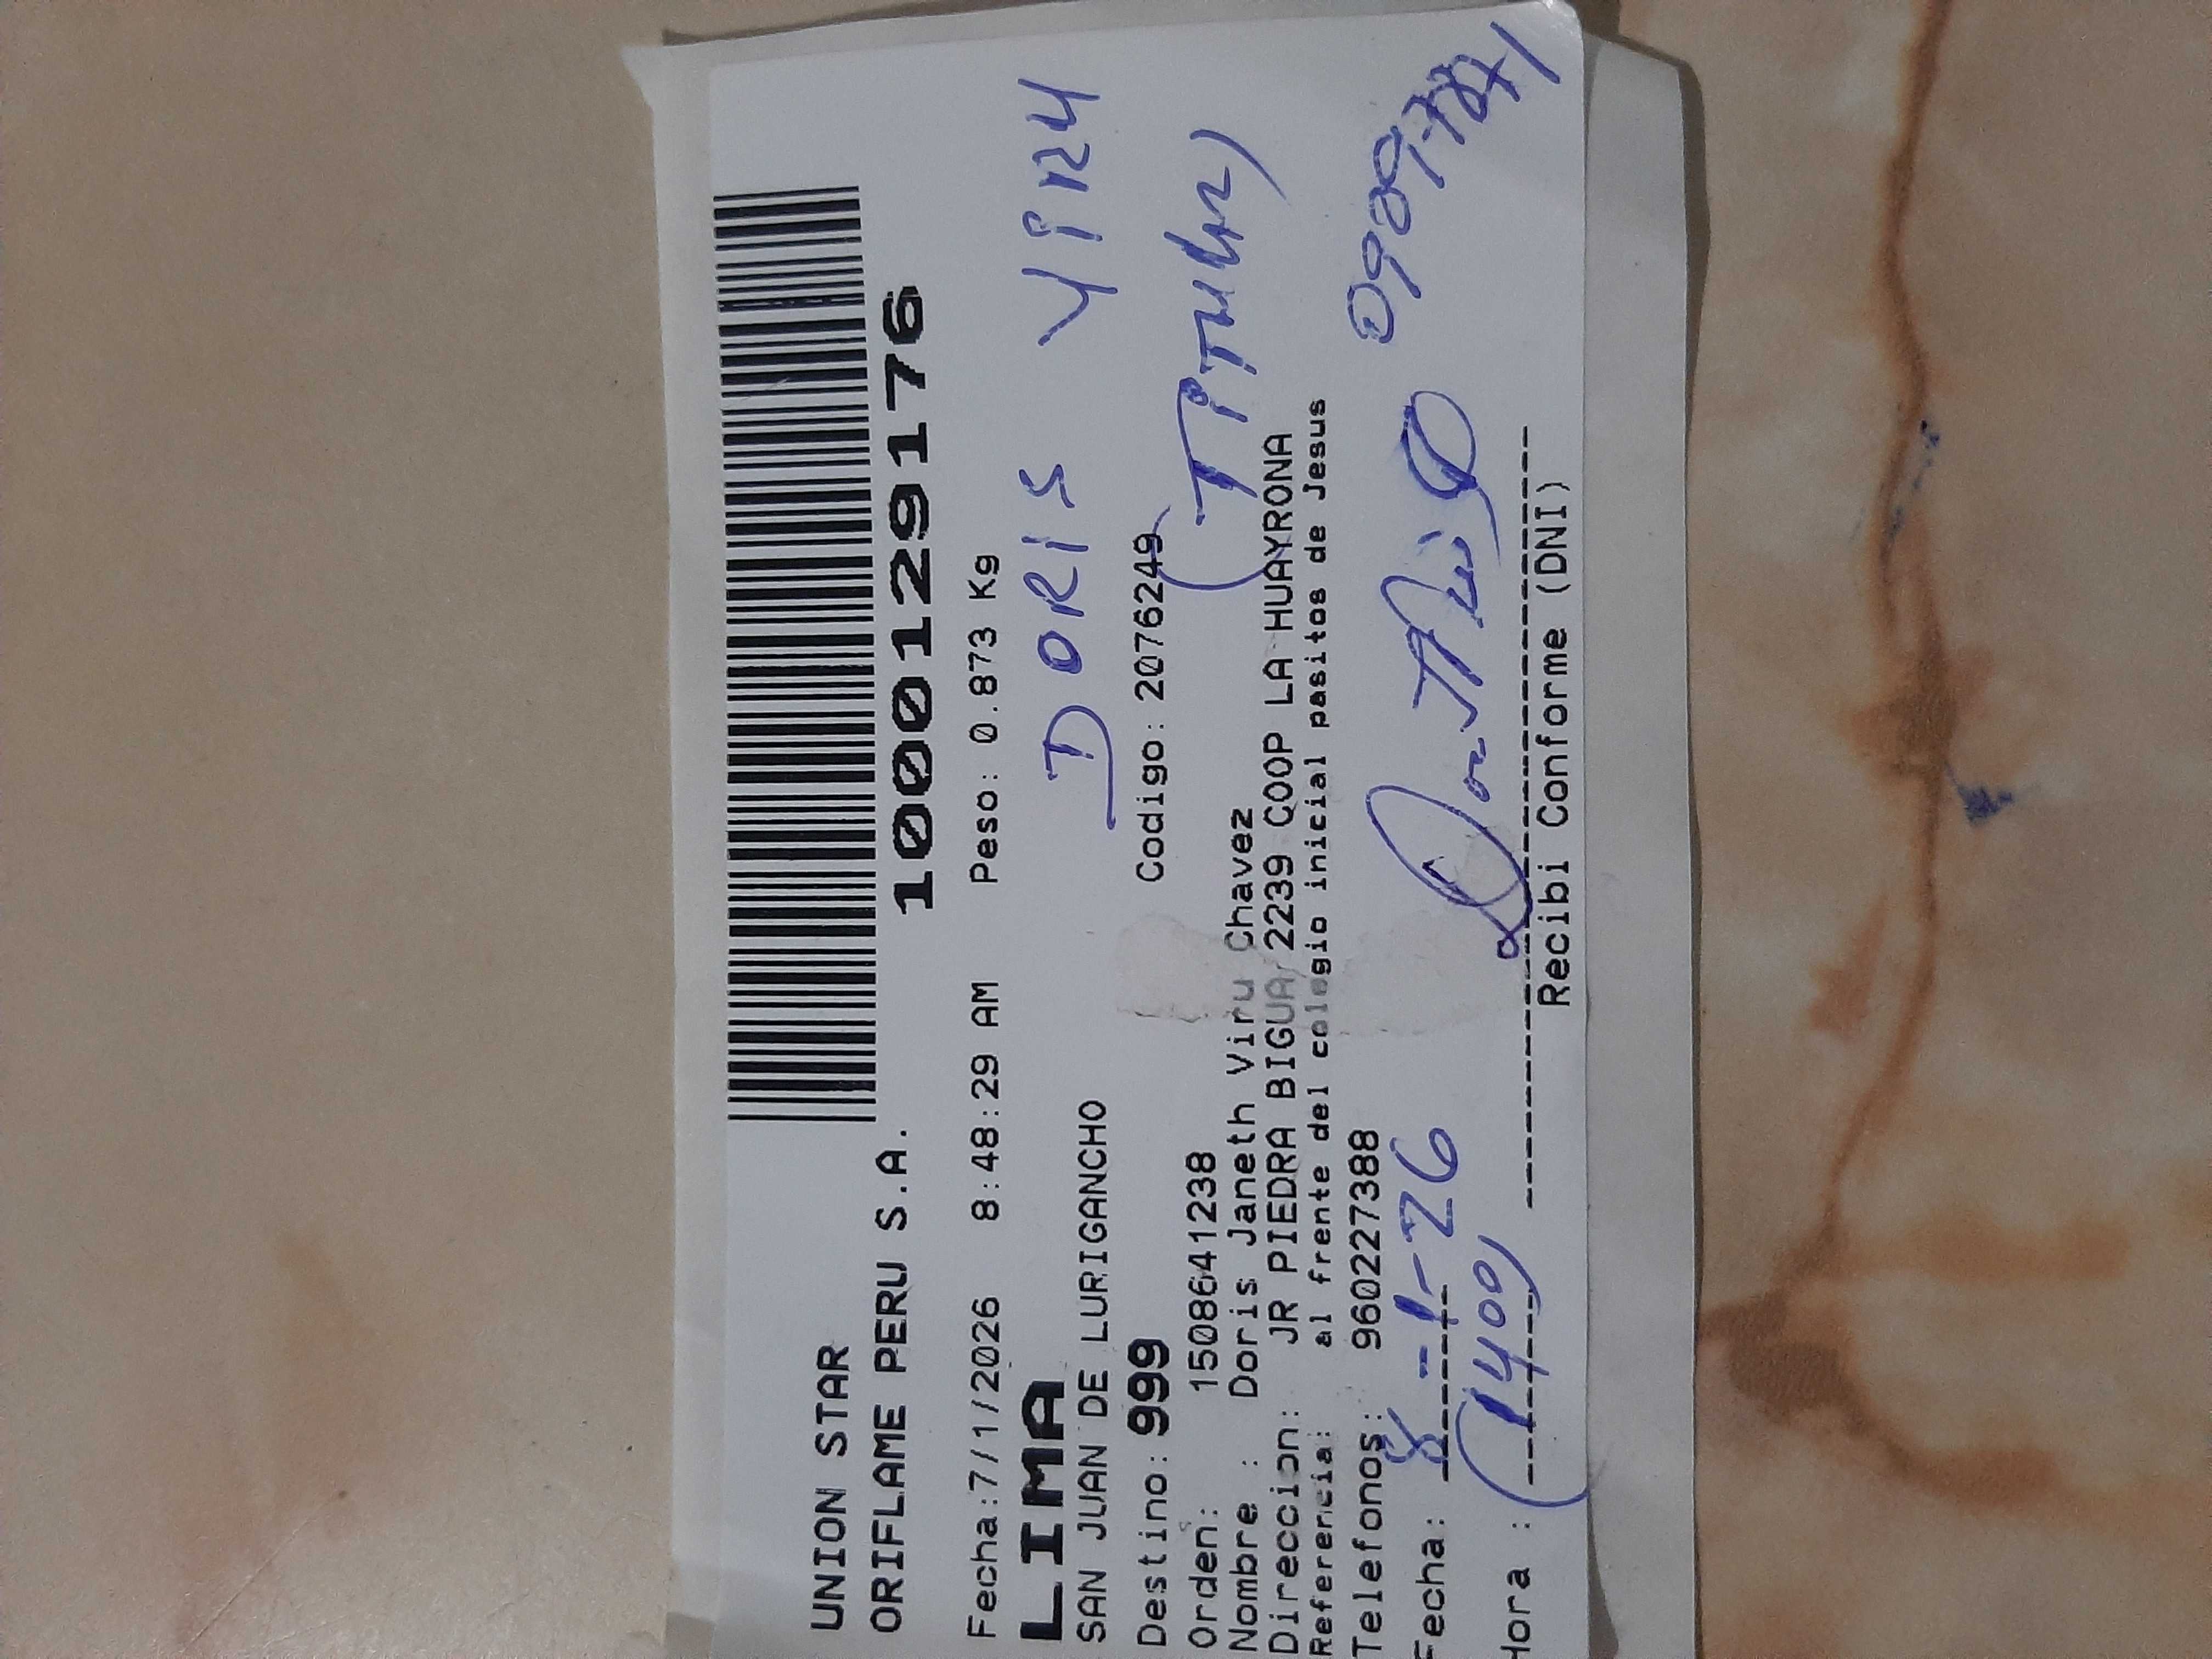 UNION STAR
ORIFLAME PERU S.A.
1000129176
Fecha:7/1/2026 8:48:29 AM Peso: 0.873 Kg
LIMA
SAN JUAN DE LURIGANCHO
DORIS VIRU
Destino: 999 Codigo: 2076249
(TITULAR)
Orden: 1508641238
Nombre : Doris Janeth Viru Chavez
Direccion: JR PIEDRA BIGUA 2239 COOP LA HUAYRONA
Referencia: al frente del colegio inicial pasitos de Jesus
Telefonos: 960227388
Fecha: 8-1-26
Hora : (1400)
Recibi Conforme (DNI)